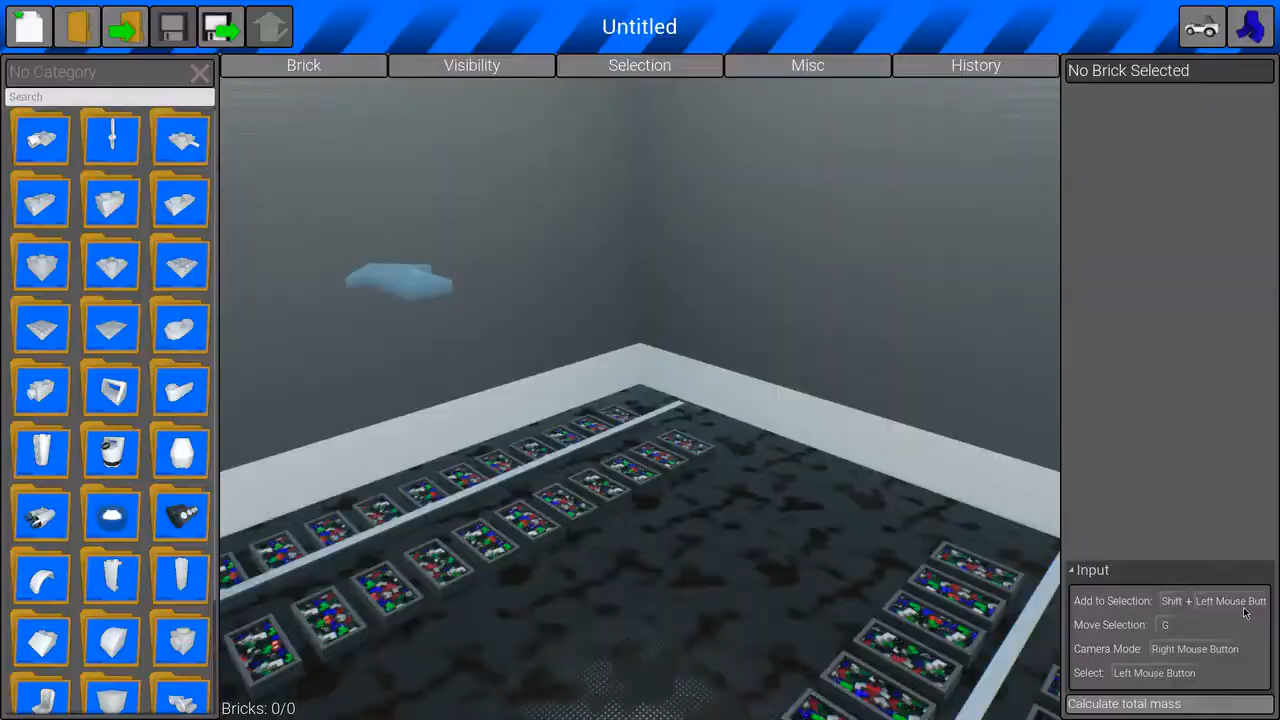 Untitled
No Category
Search
Brick
Visibility
Selection
Misc
History
No Brick Selected
Input
Add to Selection: Shift + Left Mouse Butt
Move Selection: G
Camera Mode: Right Mouse Button
Select: Left Mouse Button
Calculate total mass
Bricks: 0/0